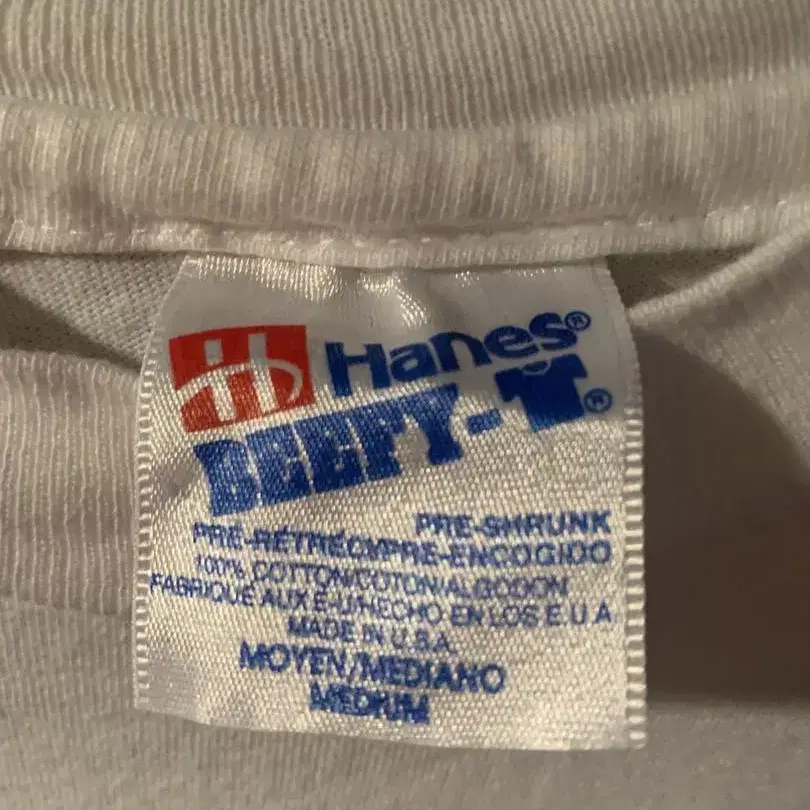 Hanes®
BEEFY-T®
PRE-SHRUNK
PRÉ-RÉTRÉCI/PRE-ENCOGIDO
100% COTTON/COTON/ALGODON
FABRIQUÉ AUX É-U/HECHO EN LOS E.U.A
MADE IN U.S.A.
MOYEN/MEDIANO
MEDIUM